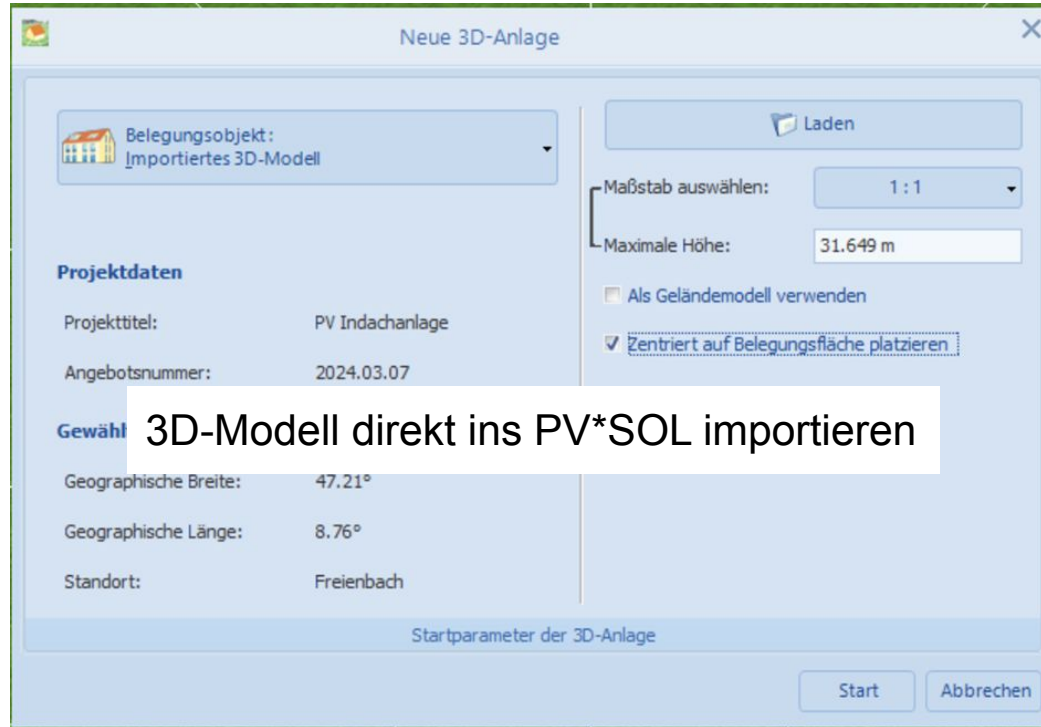 Neue 3D-Anlage
Belegungsobjekt:
Importiertes 3D-Modell
Projektdaten
Projekttitel: PV Indachanlage
Angebotsnummer: 2024.03.07
3D-Modell direkt ins PV*SOL importieren
Geographische Breite: 47.21°
Geographische Länge: 8.76°
Standort: Freienbach
Laden
Maßstab auswählen: 1 : 1
Maximale Höhe: 31.649 m
Als Geländemodell verwenden
Zentriert auf Belegungsfläche platzieren
Startparameter der 3D-Anlage
Start Abbrechen